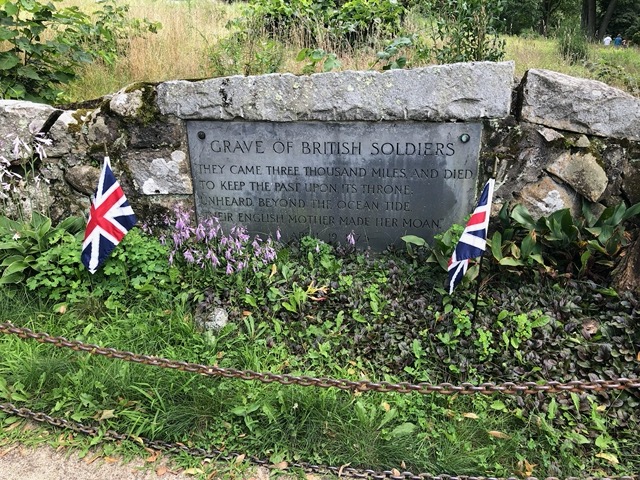 GRAVE OF BRITISH SOLDIERS
"THEY CAME THREE THOUSAND MILES, AND DIED,
TO KEEP THE PAST UPON ITS THRONE:
UNHEARD, BEYOND THE OCEAN TIDE,
THEIR ENGLISH MOTHER MADE HER MOAN."